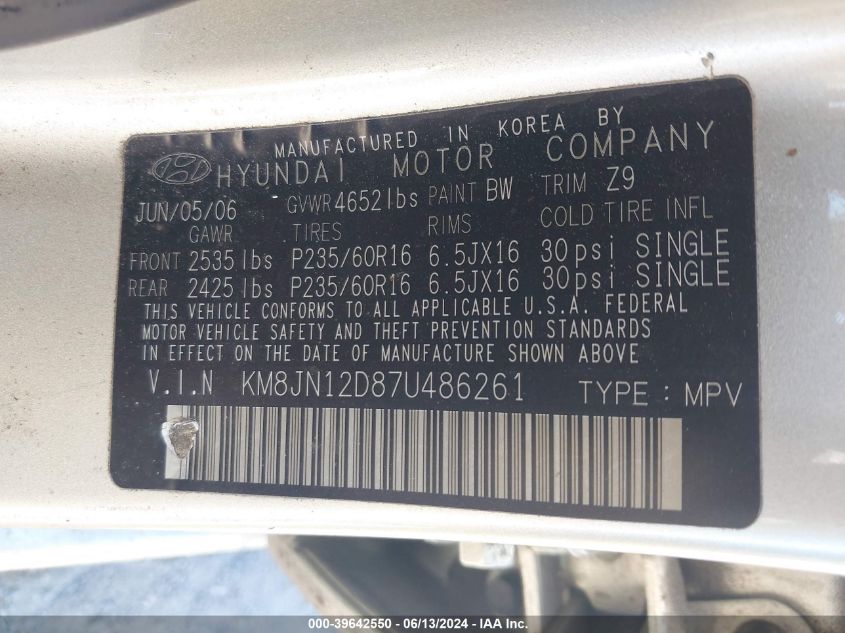 MANUFACTURED IN KOREA BY
HYUNDAI MOTOR COMPANY
JUN/05/06 GVWR 4652 lbs PAINT BW TRIM Z9
GAWR TIRES RIMS COLD TIRE INFL
FRONT 2535 lbs P235/60R16 6.5JX16 30psi SINGLE
REAR 2425 lbs P235/60R16 6.5JX16 30psi SINGLE
THIS VEHICLE CONFORMS TO ALL APPLICABLE U.S.A. FEDERAL
MOTOR VEHICLE SAFETY AND THEFT PREVENTION STANDARDS
IN EFFECT ON THE DATE OF MANUFACTURE SHOWN ABOVE
V.I.N KM8JN12D87U486261 TYPE : MPV
000-39642550 - 06/13/2024 - IAAI.COM